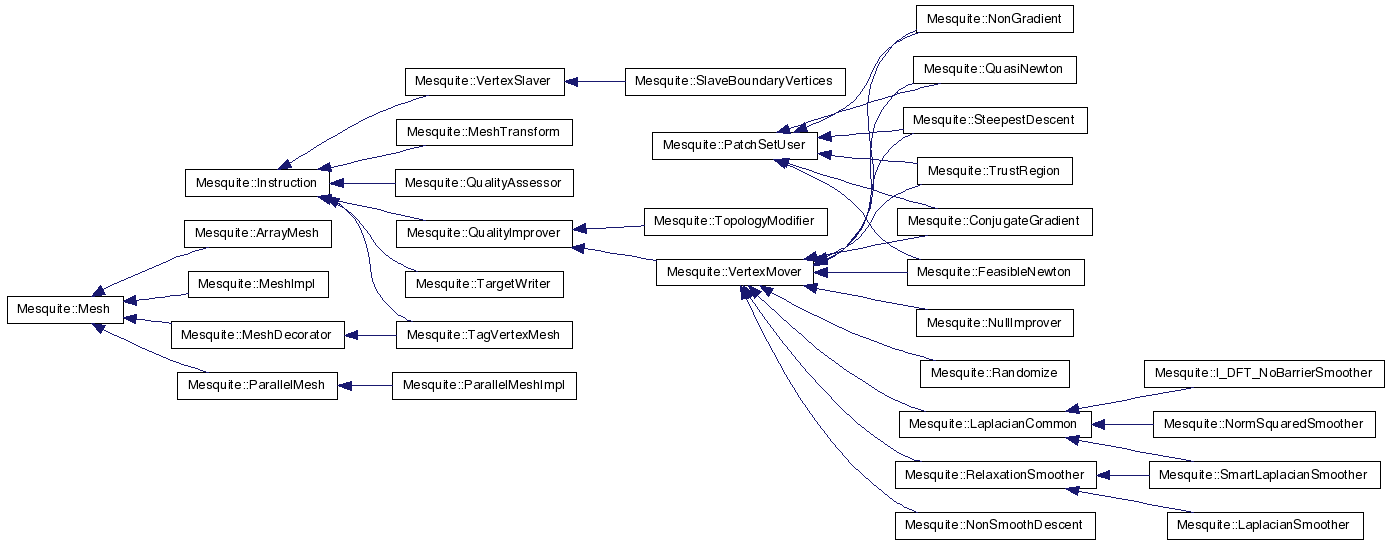 Mesquite::NonGradient
Mesquite::QuasiNewton
Mesquite::VertexSlaver
Mesquite::SlaveBoundaryVertices
Mesquite::SteepestDescent
Mesquite::MeshTransform
Mesquite::PatchSetUser
Mesquite::TrustRegion
Mesquite::Instruction
Mesquite::QualityAssessor
Mesquite::ConjugateGradient
Mesquite::TopologyModifier
Mesquite::ArrayMesh
Mesquite::QualityImprover
Mesquite::VertexMover
Mesquite::FeasibleNewton
Mesquite::MeshImpl
Mesquite::TargetWriter
Mesquite::Mesh
Mesquite::NullImprover
Mesquite::MeshDecorator
Mesquite::TagVertexMesh
Mesquite::Randomize
Mesquite::I_DFT_NoBarrierSmoother
Mesquite::ParallelMesh
Mesquite::ParallelMeshImpl
Mesquite::LaplacianCommon
Mesquite::NormSquaredSmoother
Mesquite::RelaxationSmoother
Mesquite::SmartLaplacianSmoother
Mesquite::NonSmoothDescent
Mesquite::LaplacianSmoother